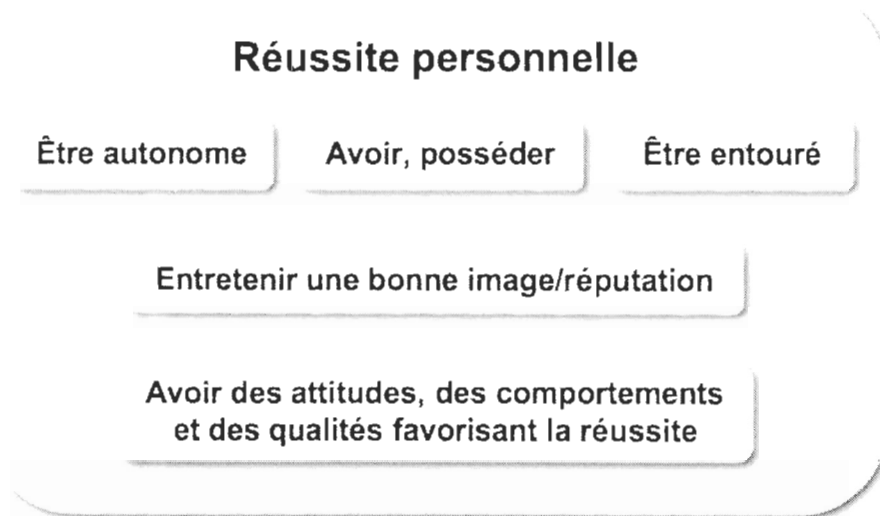 Réussite personnelle
Être autonome
Avoir, posséder
Être entouré
Entretenir une bonne image/réputation
Avoir des attitudes, des comportements
et des qualités favorisant la réussite